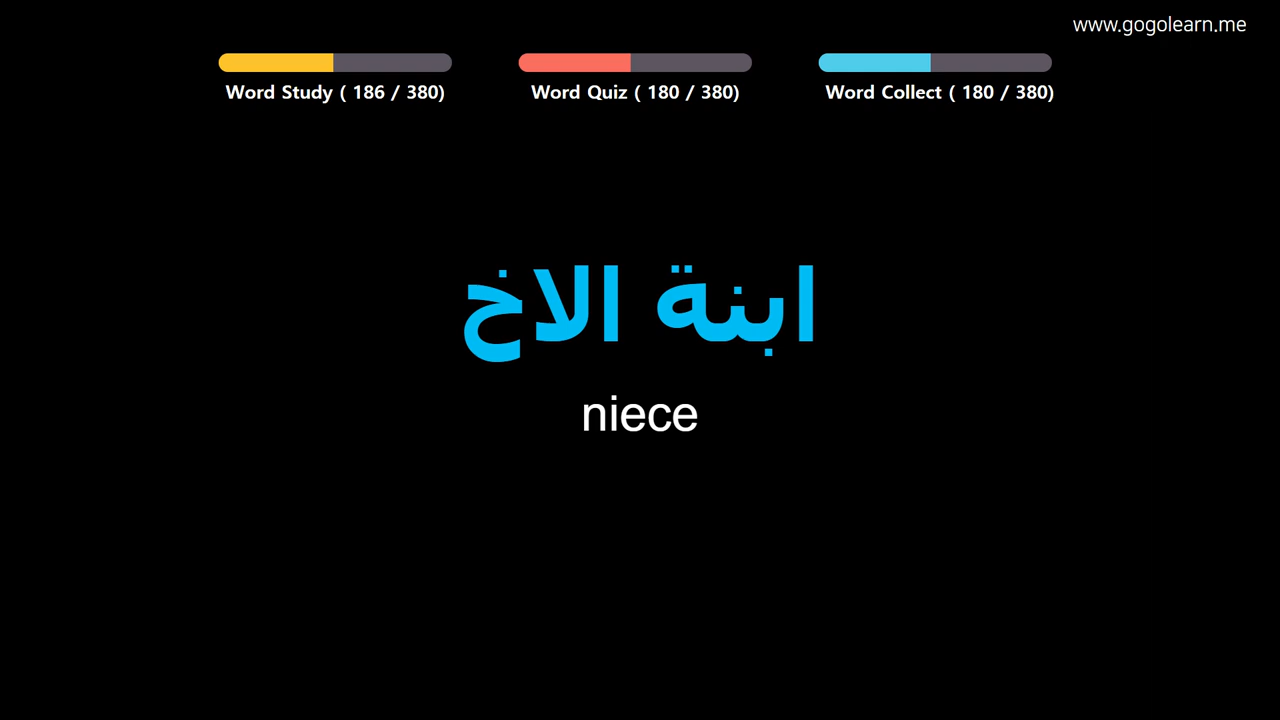 www.gogolearn.me
Word Study ( 186 / 380)
Word Quiz ( 180 / 380)
Word Collect ( 180 / 380)
ابنة الاخ
niece